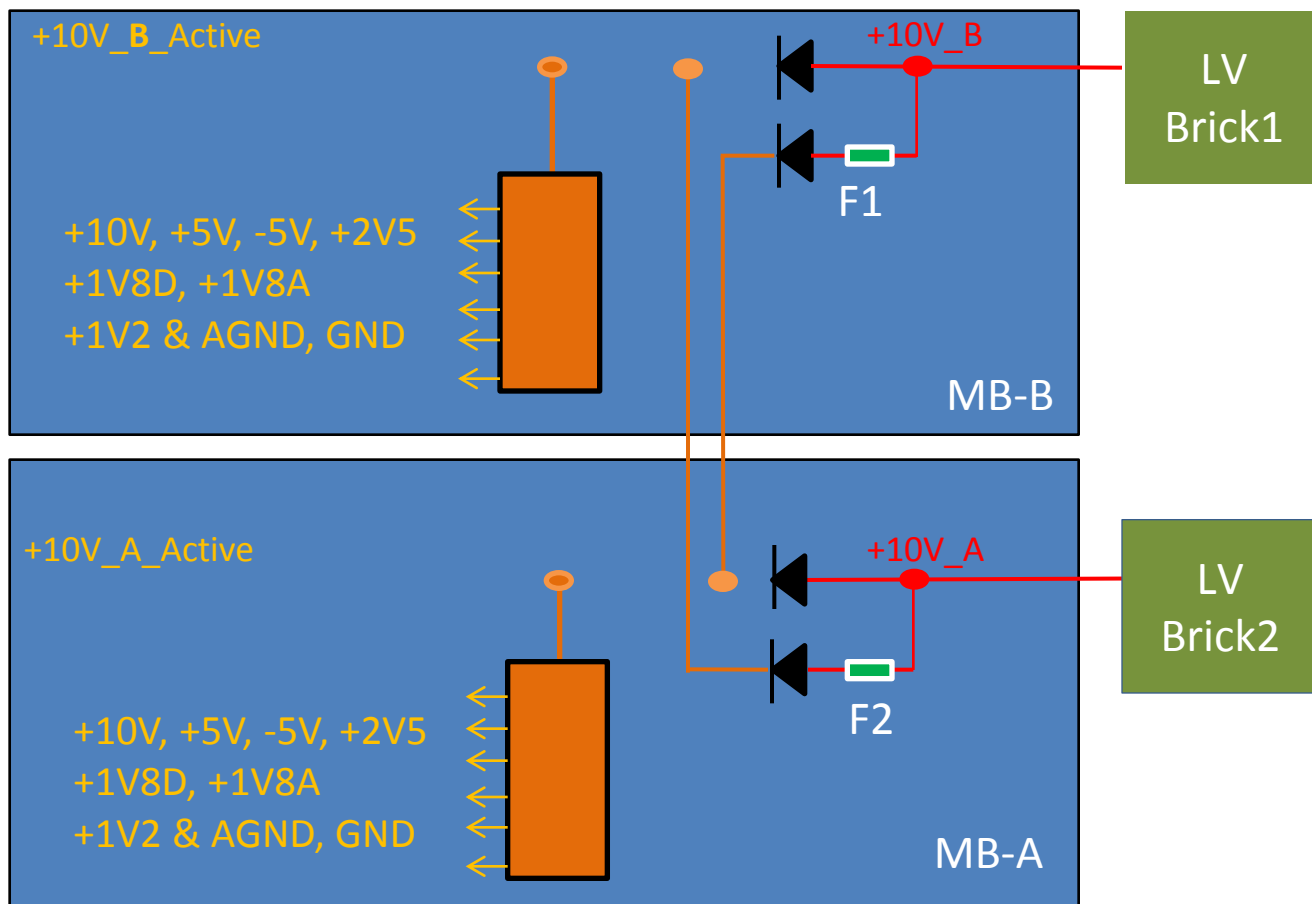 +10V_B_Active
+10V_B
LV
Brick1
F1
+10V, +5V, -5V, +2V5
+1V8D, +1V8A
+1V2 & AGND, GND
MB-B
+10V_A_Active
+10V_A
LV
Brick2
F2
+10V, +5V, -5V, +2V5
+1V8D, +1V8A
+1V2 & AGND, GND
MB-A